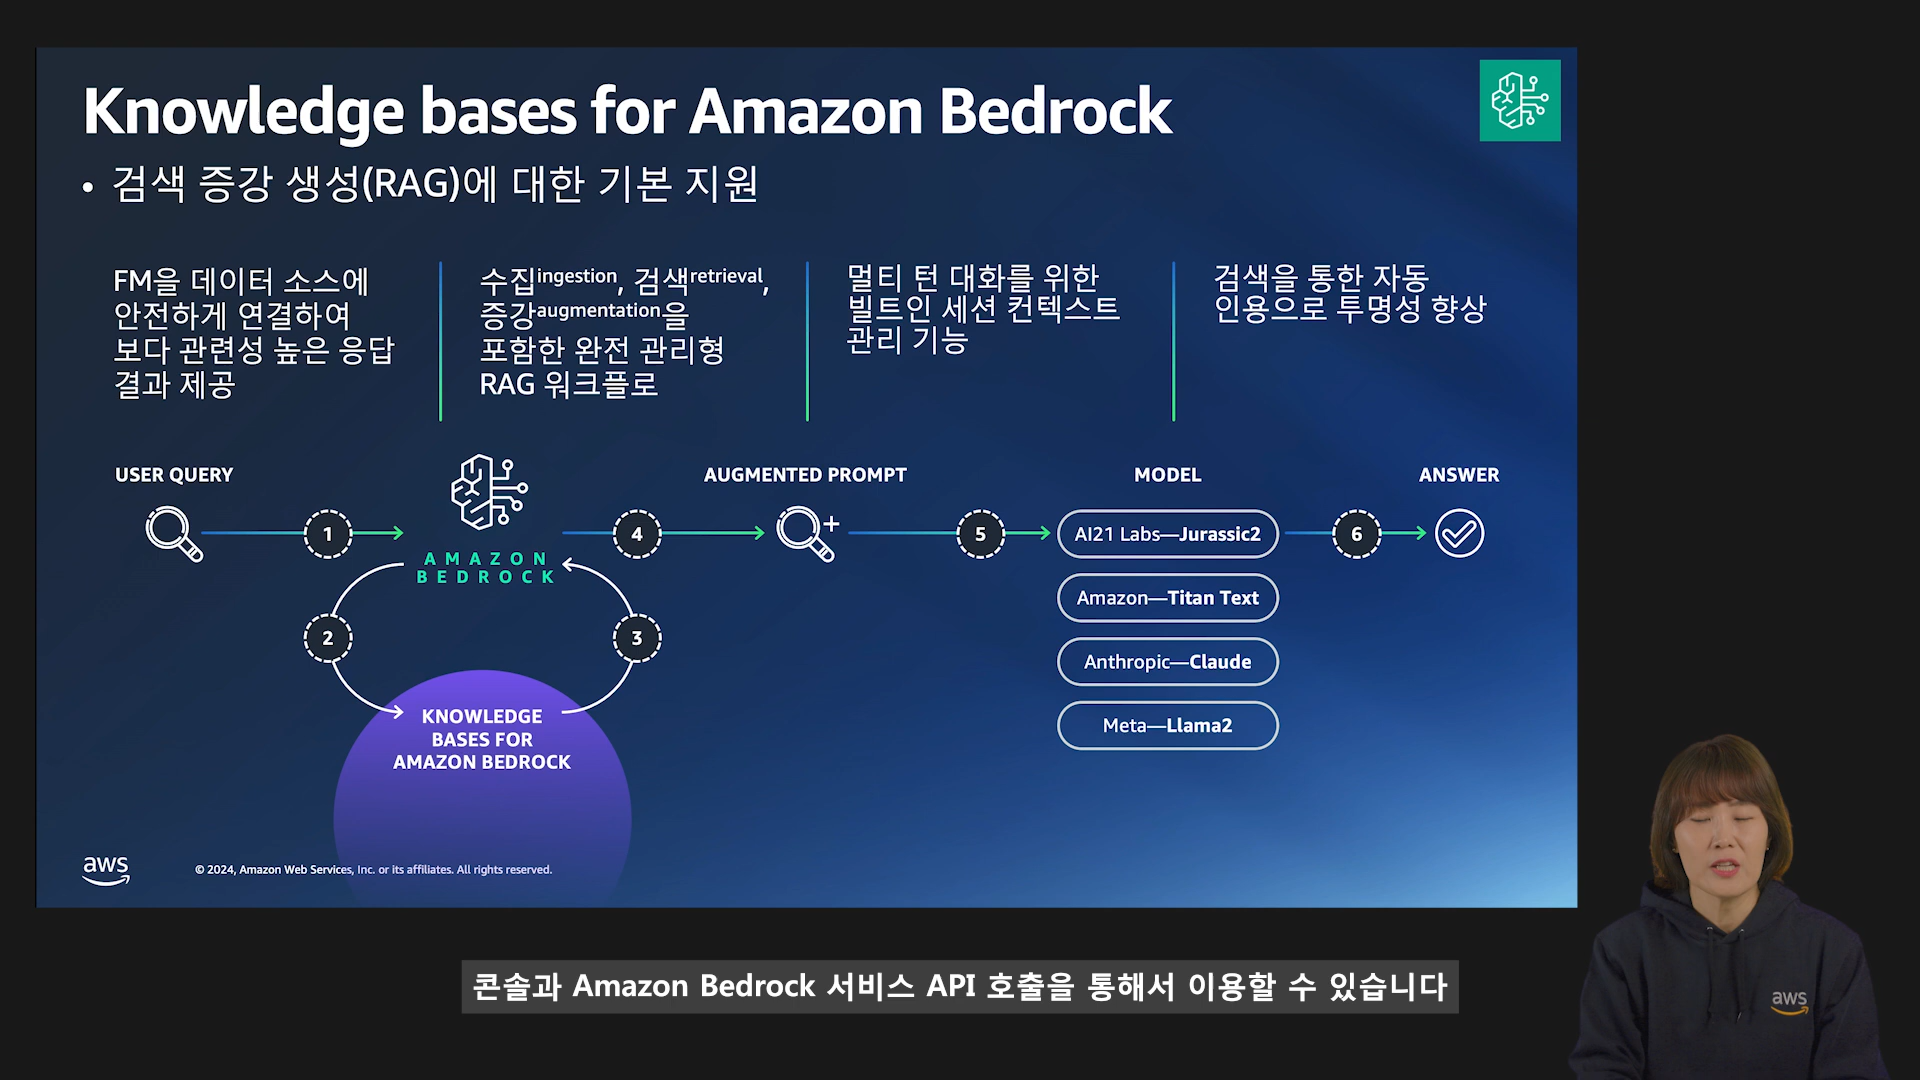 Knowledge bases for Amazon Bedrock
• 검색 증강 생성(RAG)에 대한 기본 지원
FM을 데이터 소스에
안전하게 연결하여
보다 관련성 높은 응답
결과 제공
수집ingestion, 검색retrieval,
증강augmentation을
포함한 완전 관리형
RAG 워크플로
멀티 턴 대화를 위한
빌트인 세션 컨텍스트
관리 기능
검색을 통한 자동
인용으로 투명성 향상
USER QUERY
1
AMAZON
BEDROCK
2
3
KNOWLEDGE
BASES FOR
AMAZON BEDROCK
4
AUGMENTED PROMPT
5
MODEL
AI21 Labs—Jurassic2
Amazon—Titan Text
Anthropic—Claude
Meta—Llama2
6
ANSWER
aws
© 2024, Amazon Web Services, Inc. or its affiliates. All rights reserved.
콘솔과 Amazon Bedrock 서비스 API 호출을 통해서 이용할 수 있습니다
aws